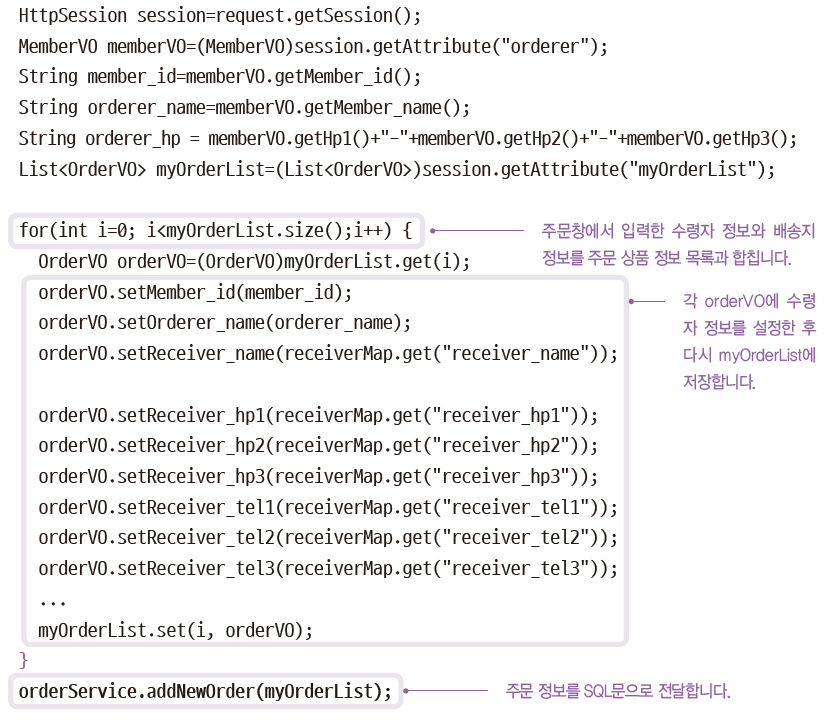 HttpSession session=request.getSession();
MemberVO memberVO=(MemberVO)session.getAttribute("orderer");
String member_id=memberVO.getMember_id();
String orderer_name=memberVO.getMember_name();
String orderer_hp = memberVO.getHp1()+"-"+memberVO.getHp2()+"-"+memberVO.getHp3();
List<OrderVO> myOrderList=(List<OrderVO>)session.getAttribute("myOrderList");
for(int i=0; i<myOrderList.size();i++) {
주문창에서 입력한 수령자 정보와 배송지
정보를 주문 상품 정보 목록과 합칩니다.
OrderVO orderVO=(OrderVO)myOrderList.get(i);
orderVO.setMember_id(member_id);
orderVO.setOrderer_name(orderer_name);
orderVO.setReceiver_name(receiverMap.get("receiver_name"));
각 orderVO에 수령
자 정보를 설정한 후
다시 myOrderList에
저장합니다.
orderVO.setReceiver_hp1(receiverMap.get("receiver_hp1"));
orderVO.setReceiver_hp2(receiverMap.get("receiver_hp2"));
orderVO.setReceiver_hp3(receiverMap.get("receiver_hp3"));
orderVO.setReceiver_tel1(receiverMap.get("receiver_tel1"));
orderVO.setReceiver_tel2(receiverMap.get("receiver_tel2"));
orderVO.setReceiver_tel3(receiverMap.get("receiver_tel3"));
...
myOrderList.set(i, orderVO);
}
orderService.addNewOrder(myOrderList);
주문 정보를 SQL문으로 전달합니다.